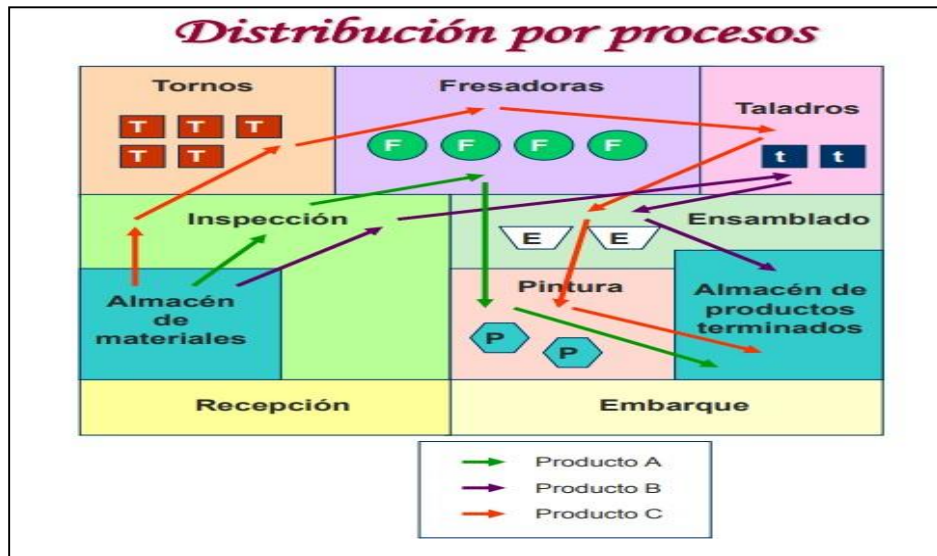 Distribución por procesos
Tornos
Fresadoras
Taladros
T T T
T T
F F F F
t t
Inspección
Ensamblado
E E
Almacén
de
materiales
Pintura
P
P
Almacén de
productos
terminados
Recepción
Embarque
Producto A
Producto B
Producto C